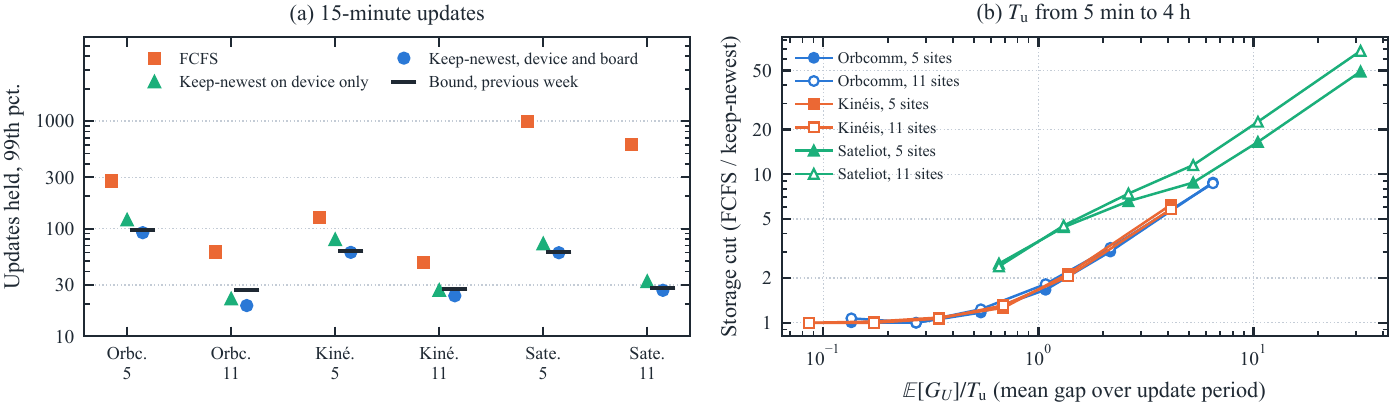 (a) 15-minute updates
Updates held, 99th pct.
1000
300
100
30
10
FCFS
Keep-newest on device only
Keep-newest, device and board
Bound, previous week
Orbc.
5
Orbc.
11
Kiné.
5
Kiné.
11
Sate.
5
Sate.
11
(b) Tᵤ from 5 min to 4 h
Storage cut (FCFS / keep-newest)
50
20
10
5
2
1
Orbcomm, 5 sites
Orbcomm, 11 sites
Kinéis, 5 sites
Kinéis, 11 sites
Sateliot, 5 sites
Sateliot, 11 sites
10⁻¹
10⁰
10¹
𝔼[G_U]/Tᵤ (mean gap over update period)